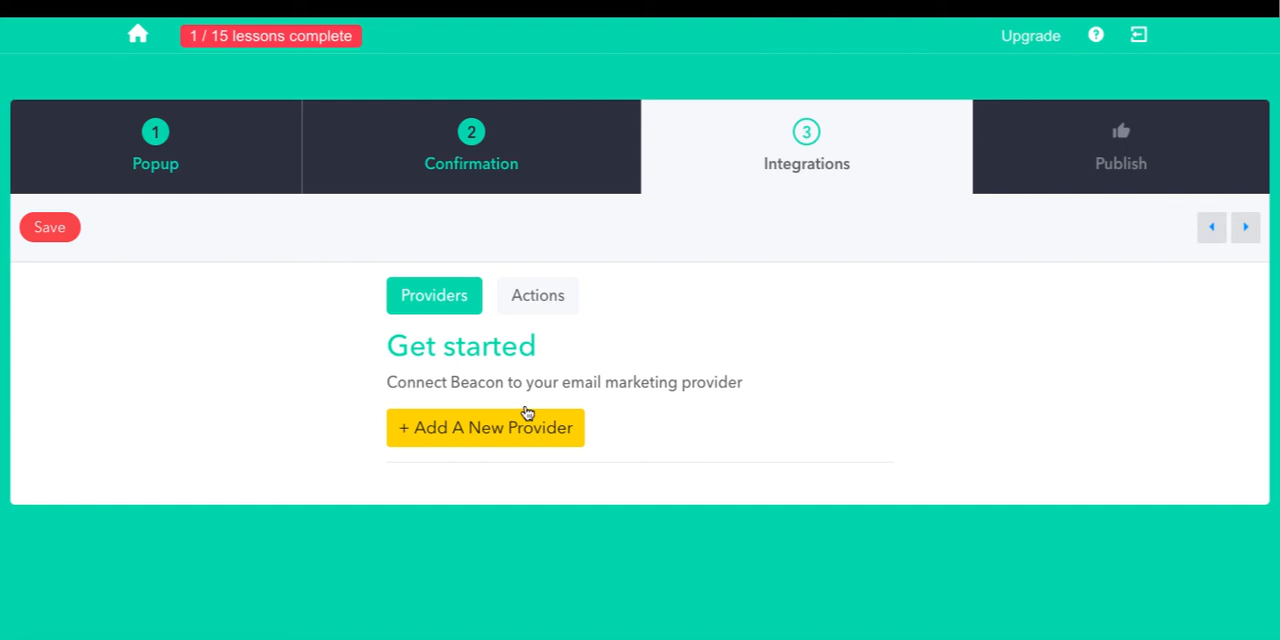 1 / 15 lessons complete
Upgrade
?
1
Popup
2
Confirmation
3
Integrations
Publish
Save
Providers
Actions
Get started
Connect Beacon to your email marketing provider
+ Add A New Provider